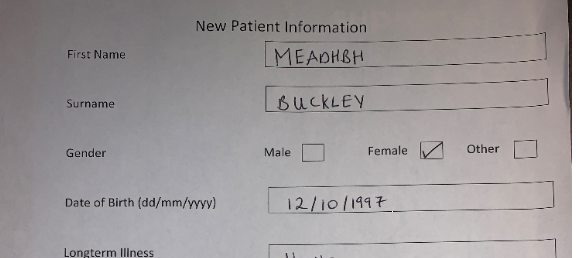 New Patient Information
First Name MEADHBH
Surname BUCKLEY
Gender Male Female Other
Date of Birth (dd/mm/yyyy) 12/10/1997
Longterm Illness